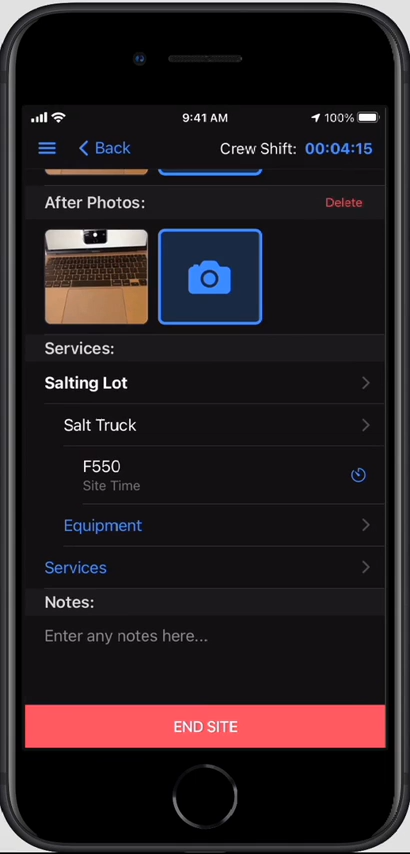 9:41 AM
100%
Back
Crew Shift: 00:04:15
After Photos:
Delete
Services:
Salting Lot
Salt Truck
F550
Site Time
Equipment
Services
Notes:
Enter any notes here...
END SITE